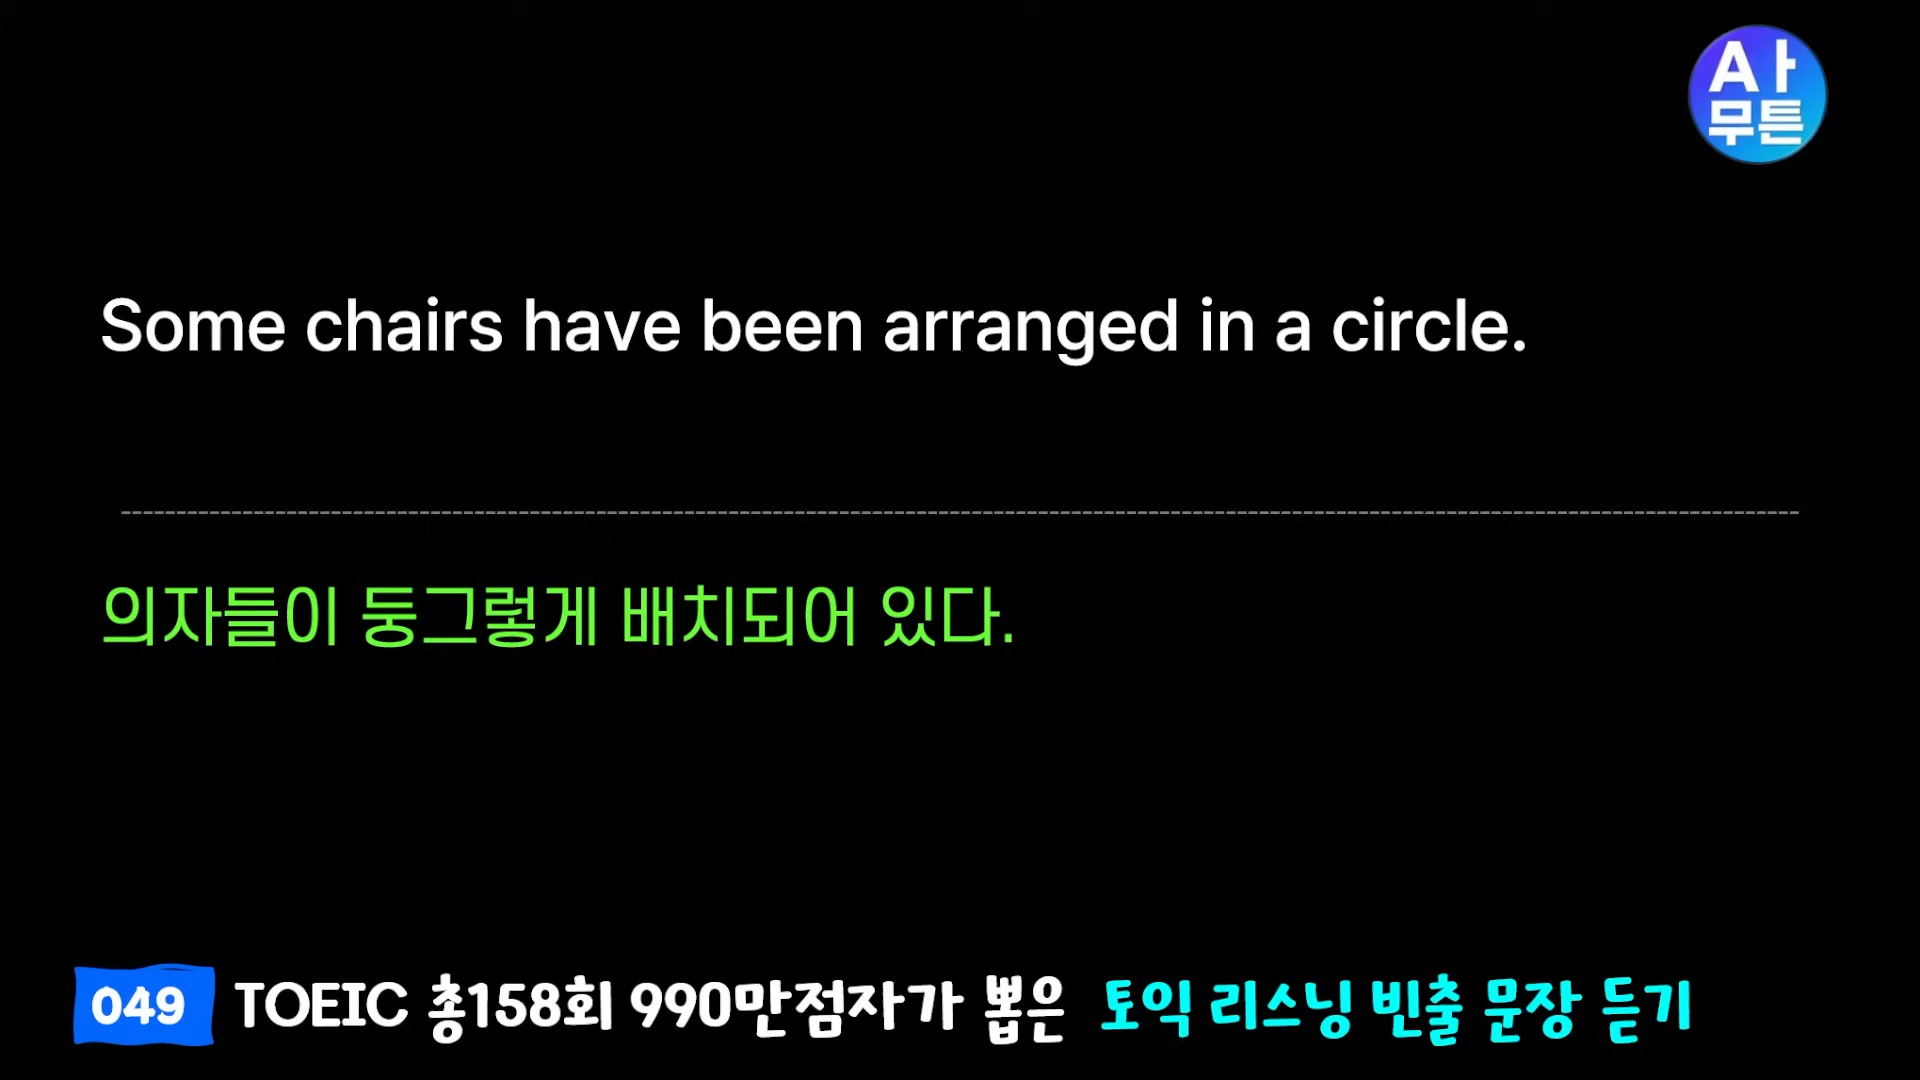 A사
무튼
Some chairs have been arranged in a circle.
의자들이 둥그렇게 배치되어 있다.
049 TOEIC 총158회 990만점자가 뽑은 토익 리스닝 빈출 문장 듣기